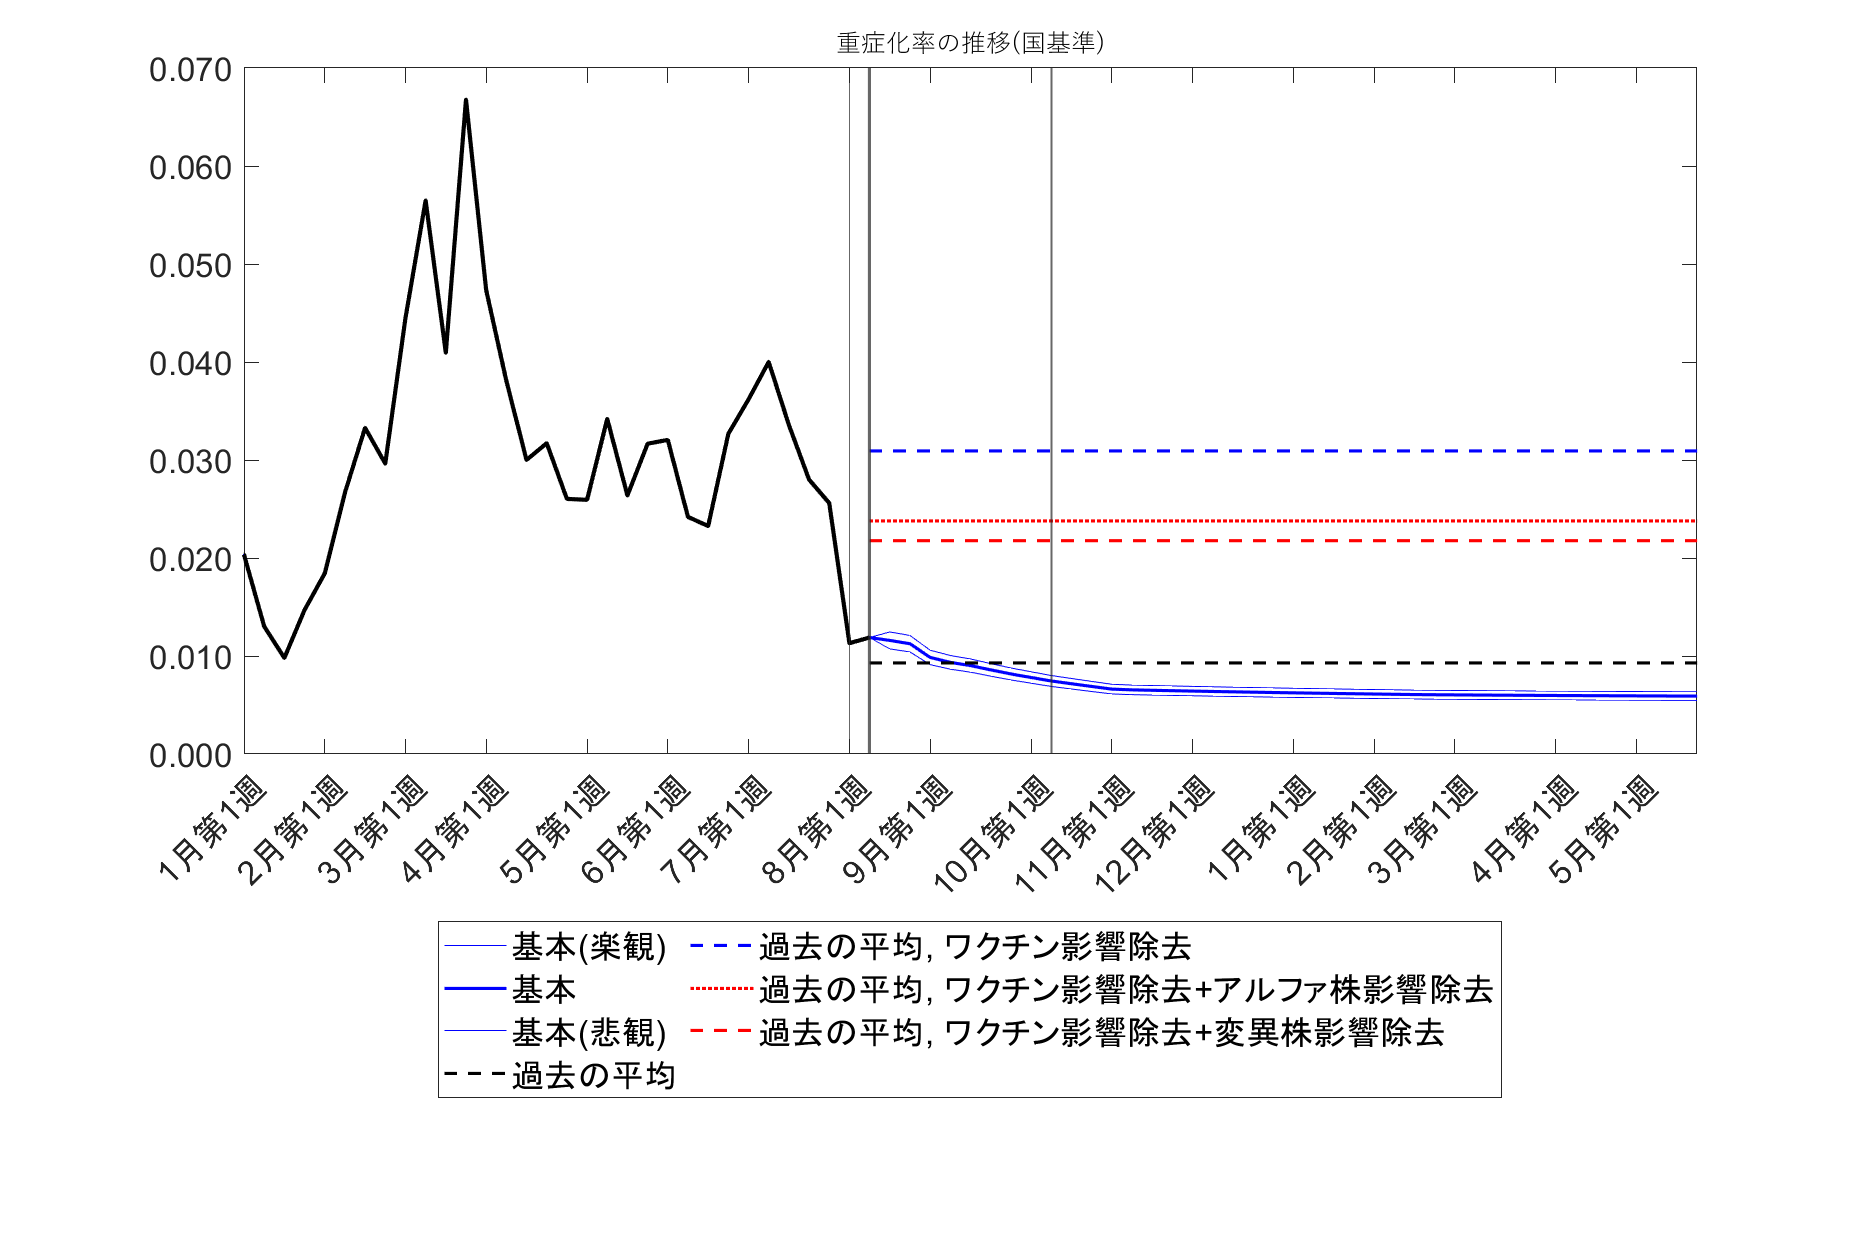 重症化率の推移(国基準)
0.070
0.060
0.050
0.040
0.030
0.020
0.010
0.000
1月第1週
2月第1週
3月第1週
4月第1週
5月第1週
6月第1週
7月第1週
8月第1週
9月第1週
10月第1週
11月第1週
12月第1週
1月第1週
2月第1週
3月第1週
4月第1週
5月第1週
基本(楽観)
基本
基本(悲観)
過去の平均
過去の平均, ワクチン影響除去
過去の平均, ワクチン影響除去+アルファ株影響除去
過去の平均, ワクチン影響除去+変異株影響除去